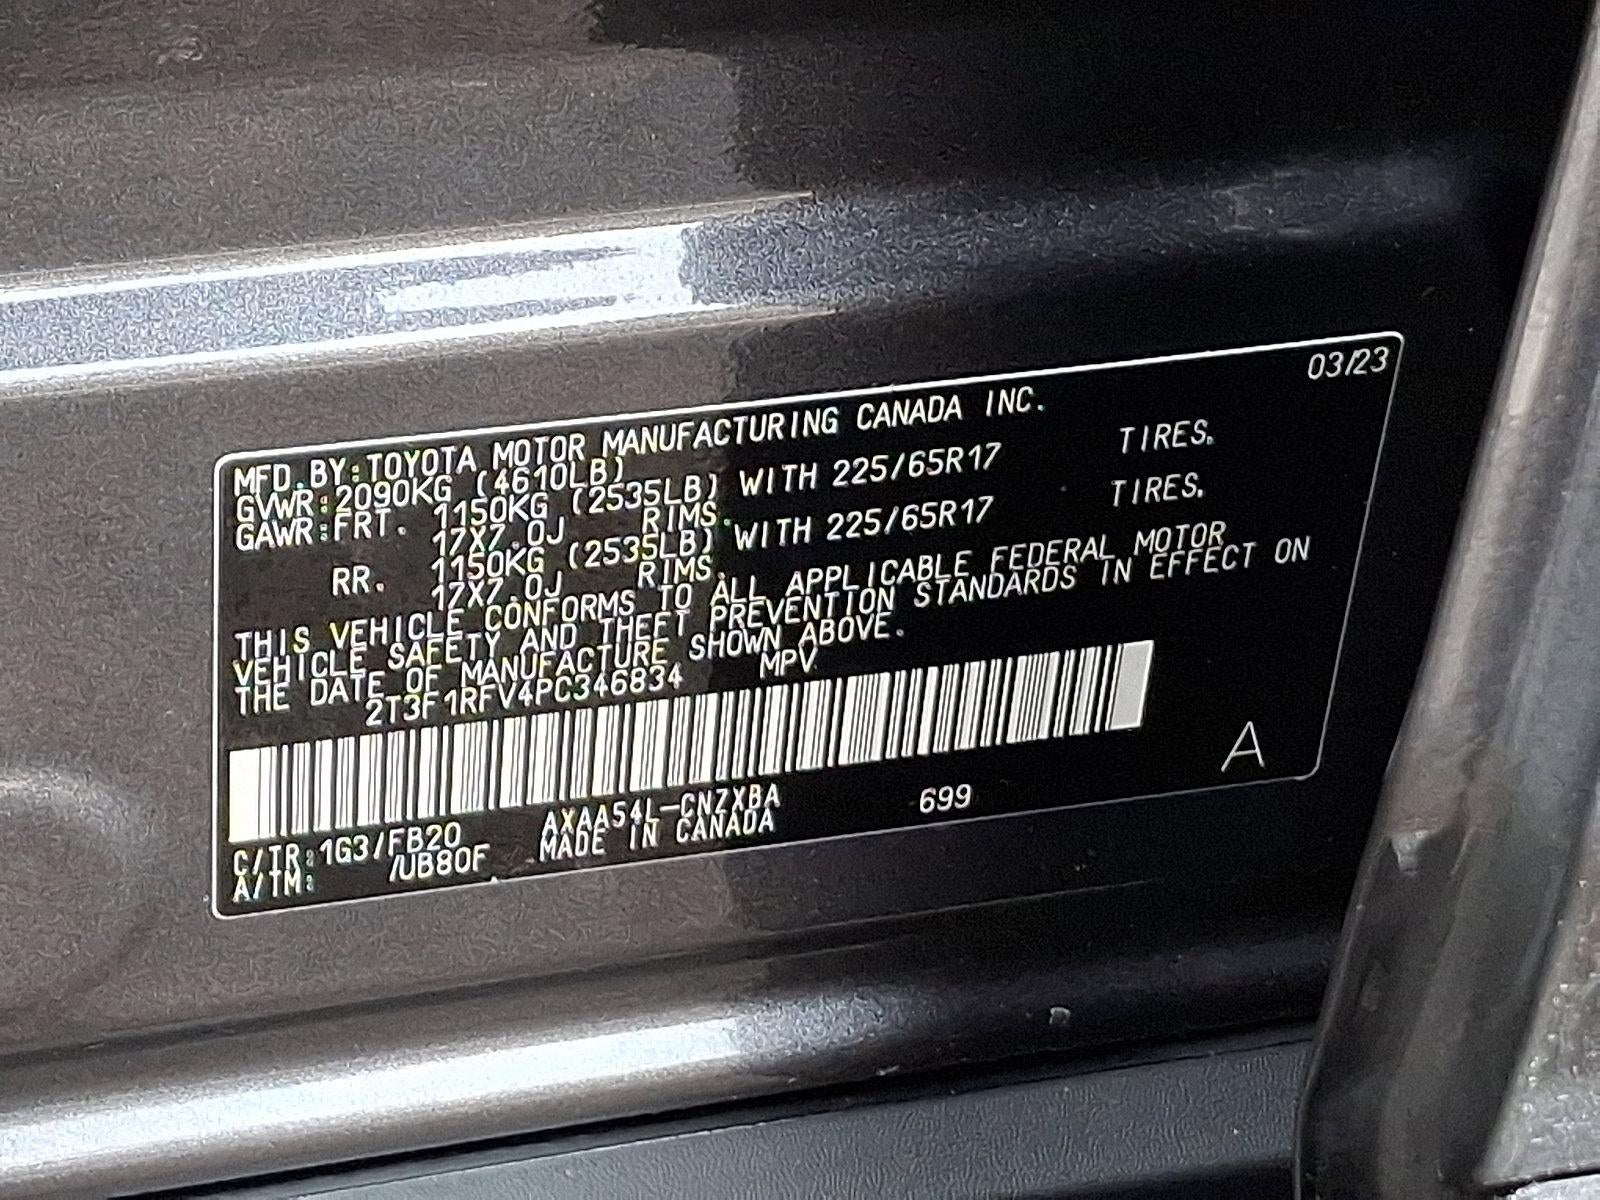 03/23
MFD.BY:TOYOTA MOTOR MANUFACTURING CANADA INC.
GVWR:2090KG (4610LB)
GAWR:FRT. 1150KG (2535LB) WITH 225/65R17 TIRES.
17X7.0J RIMS.
RR. 1150KG (2535LB) WITH 225/65R17 TIRES.
17X7.0J RIMS.
THIS VEHICLE CONFORMS TO ALL APPLICABLE FEDERAL MOTOR
VEHICLE SAFETY AND THEFT PREVENTION STANDARDS IN EFFECT ON
THE DATE OF MANUFACTURE SHOWN ABOVE.
2T3F1RFV4PC346834 MPV
A
C/TR:1G3/FB20 AXAA54L-CNZXBA 699
A/TM: /UB80F MADE IN CANADA